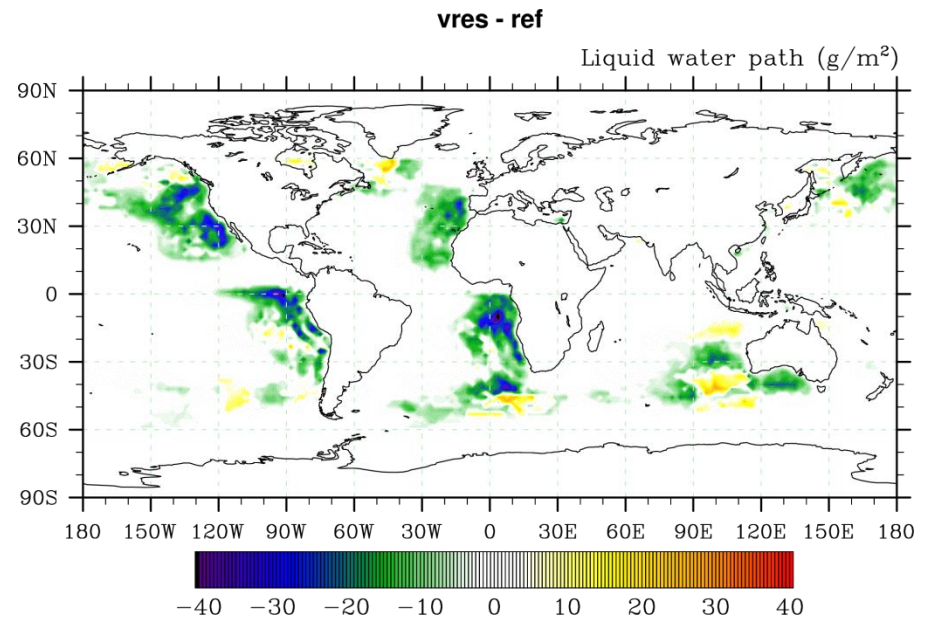 vres - ref
Liquid water path (g/m²)
90N
60N
30N
0
30S
60S
90S
180 150W 120W 90W 60W 30W 0 30E 60E 90E 120E 150E 180
−40 −30 −20 −10 0 10 20 30 40